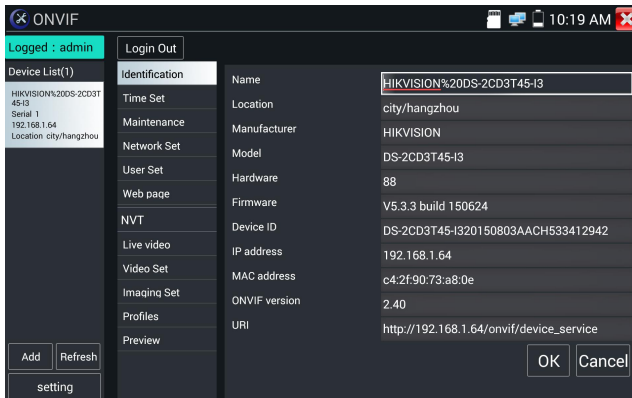 ONVIF
10:19 AM
Logged : admin
Login Out
Device List(1)
HIKVISION%20DS-2CD3T
45-I3
Serial 1
192.168.1.64
Location city/hangzhou
Add
Refresh
setting
Identification
Time Set
Maintenance
Network Set
User Set
Web page
NVT
Live video
Video Set
Imaging Set
Profiles
Preview
Name HIKVISION%20DS-2CD3T45-I3
Location city/hangzhou
Manufacturer HIKVISION
Model DS-2CD3T45-I3
Hardware 88
Firmware V5.3.3 build 150624
Device ID DS-2CD3T45-I320150803AACH533412942
IP address 192.168.1.64
MAC address c4:2f:90:73:a8:0e
ONVIF version 2.40
URI http://192.168.1.64/onvif/device_service
OK
Cancel